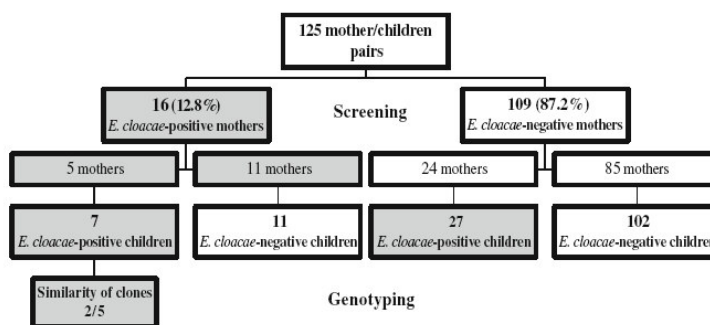 125 mother/children
pairs
16 (12.8%)
E. cloacae-positive mothers
Screening
109 (87.2%)
E. cloacae-negative mothers
5 mothers
11 mothers
24 mothers
85 mothers
7
E. cloacae-positive children
11
E. cloacae-negative children
27
E. cloacae-positive children
102
E. cloacae-negative children
Similarity of clones
2/5
Genotyping